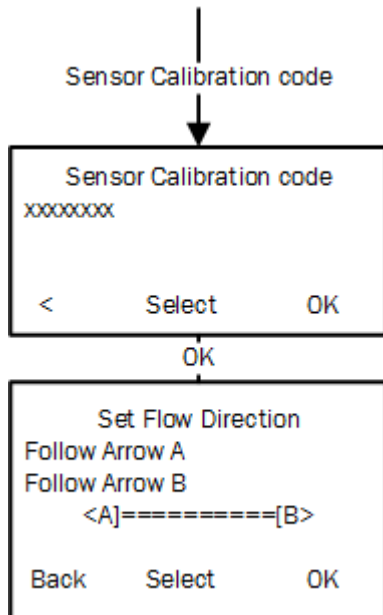 Sensor Calibration code
Sensor Calibration code
xxxxxxxx
< Select OK
OK
Set Flow Direction
Follow Arrow A
Follow Arrow B
<A]==========[B>
Back Select OK